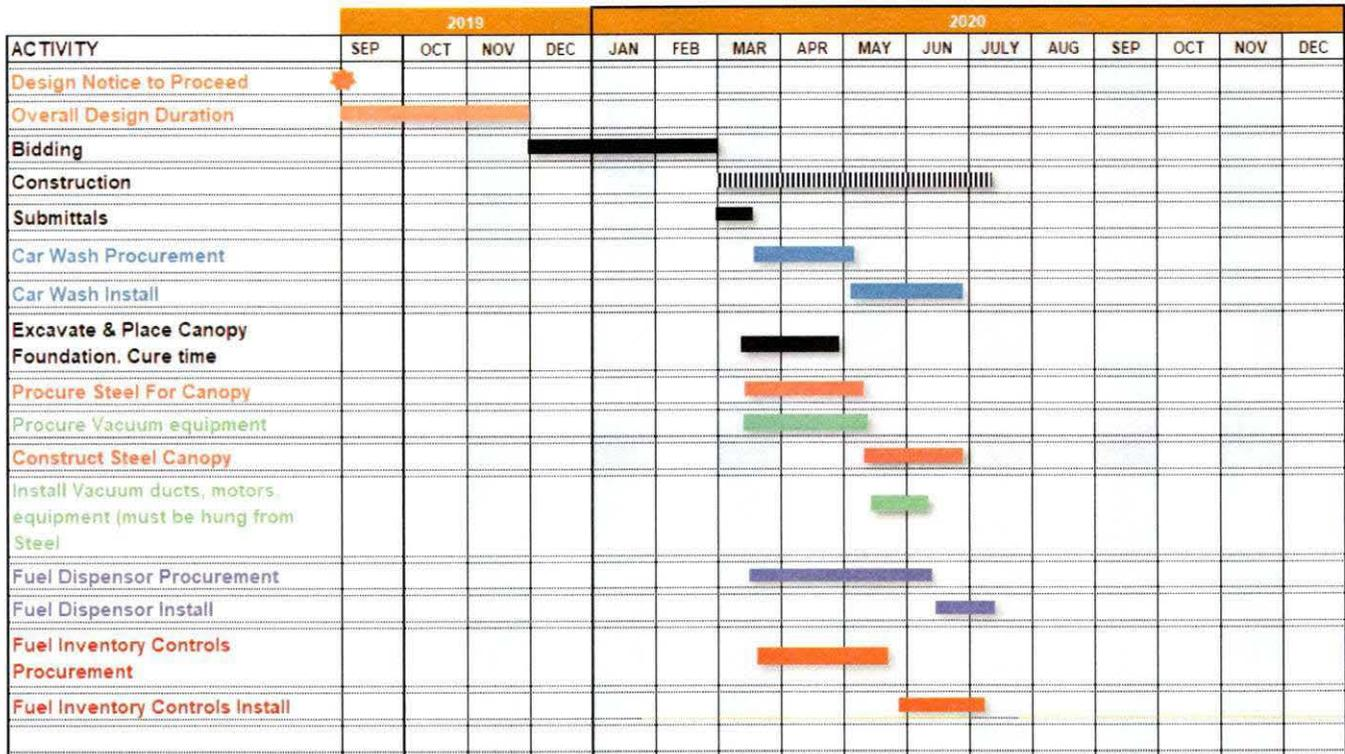 2019 2020
ACTIVITY SEP OCT NOV DEC JAN FEB MAR APR MAY JUN JULY AUG SEP OCT NOV DEC
Design Notice to Proceed
Overall Design Duration
Bidding
Construction
Submittals
Car Wash Procurement
Car Wash Install
Excavate & Place Canopy
Foundation. Cure time
Procure Steel For Canopy
Procure Vacuum equipment
Construct Steel Canopy
Install Vacuum ducts, motors,
equipment (must be hung from
Steel
Fuel Dispensor Procurement
Fuel Dispensor Install
Fuel Inventory Controls
Procurement
Fuel Inventory Controls Install